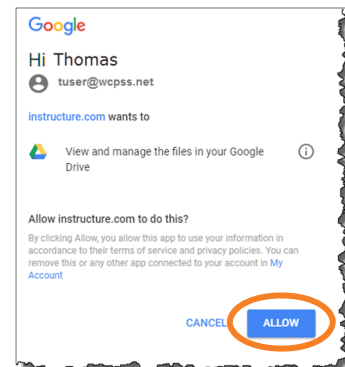 Google
Hi Thomas
tuser@wcpss.net
instructure.com wants to
View and manage the files in your Google
Drive
Allow instructure.com to do this?
By clicking Allow, you allow this app to use your information in
accordance to their terms of service and privacy policies. You can
remove this or any other app connected to your account in My
Account
CANCEL ALLOW